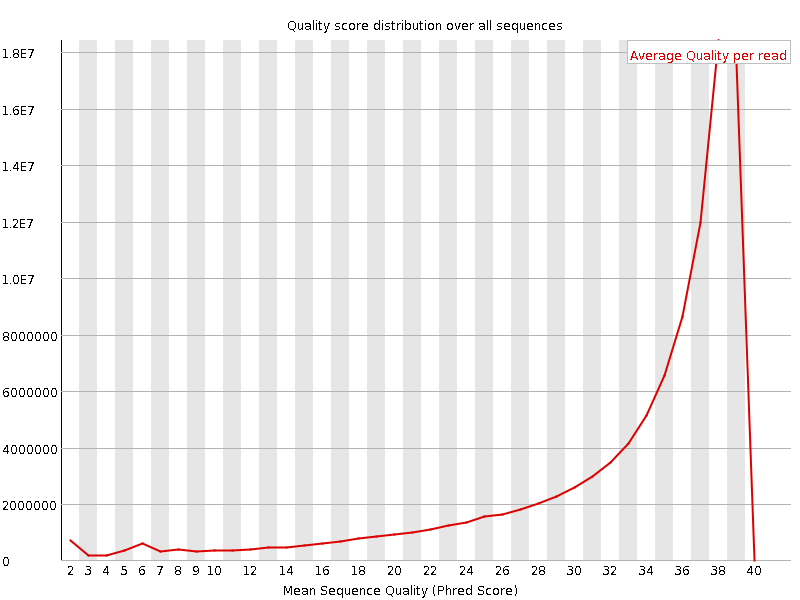 Quality score distribution over all sequences
Average Quality per read
1.8E7
1.6E7
1.4E7
1.2E7
1.0E7
8000000
6000000
4000000
2000000
0
2 3 4 5 6 7 8 9 10 12 14 16 18 20 22 24 26 28 30 32 34 36 38 40
Mean Sequence Quality (Phred Score)